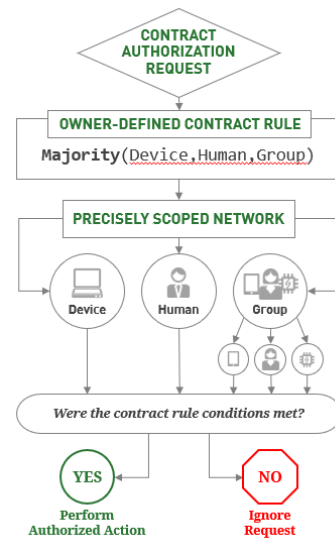 CONTRACT
AUTHORIZATION
REQUEST
OWNER-DEFINED CONTRACT RULE
Majority(Device,Human,Group)
PRECISELY SCOPED NETWORK
Device
Human
Group
Were the contract rule conditions met?
YES
NO
Perform
Authorized Action
Ignore
Request